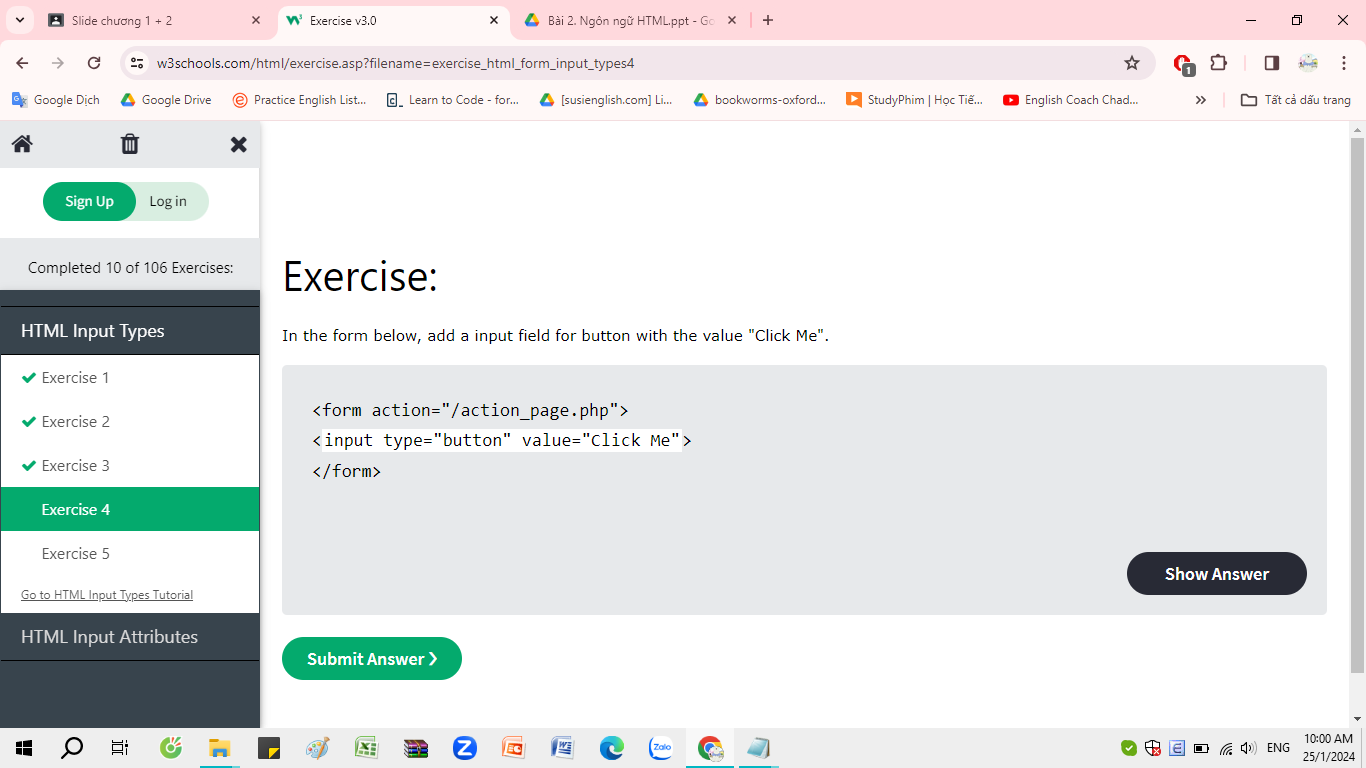 Slide chương 1 + 2
Exercise v3.0
Bài 2. Ngôn ngữ HTML.ppt - Go
w3schools.com/html/exercise.asp?filename=exercise_html_form_input_types4
1
Google Dịch
Google Drive
Practice English List...
Learn to Code - for...
[susienglish.com] Li...
bookworms-oxford...
StudyPhim | Học Tiế...
English Coach Chad...
Tất cả dấu trang
Sign Up
Log in
Completed 10 of 106 Exercises:
HTML Input Types
Exercise 1
Exercise 2
Exercise 3
Exercise 4
Exercise 5
Go to HTML Input Types Tutorial
HTML Input Attributes
Exercise:
In the form below, add a input field for button with the value "Click Me".
<form action="/action_page.php">
<input type="button" value="Click Me">
</form>
Show Answer
Submit Answer ❯
Zalo
ENG
10:00 AM
25/1/2024